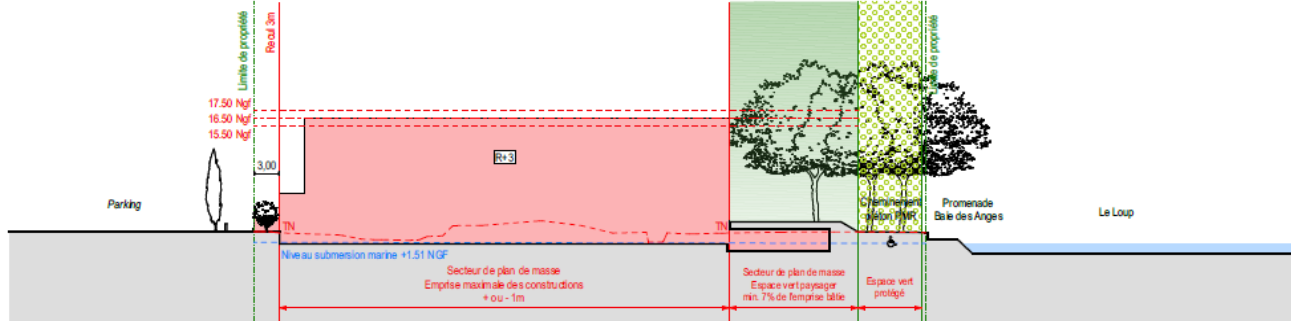 Limite de propriété
Recul 3m
Limite de propriété
17.50 Ngf
16.50 Ngf
15.50 Ngf
3,00
R+3
Parking
TN
TN
Cheminement
piéton PMR
Promenade
Baie des Anges
Le Loup
Niveau submersion marine +1.51 NGF
Secteur de plan de masse
Emprise maximale des constructions
+ ou - 1m
Secteur de plan de masse
Espace vert paysager
min. 7% de l'emprise bâtie
Espace vert
protégé